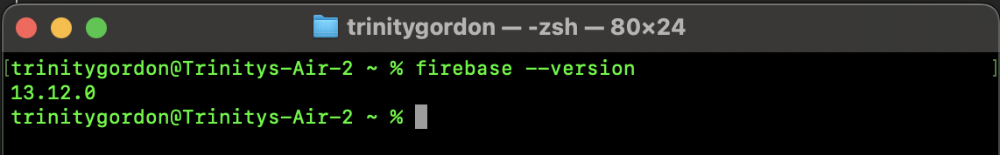 trinitygordon — -zsh — 80×24
[trinitygordon@Trinitys-Air-2 ~ % firebase --version ]
13.12.0
trinitygordon@Trinitys-Air-2 ~ %